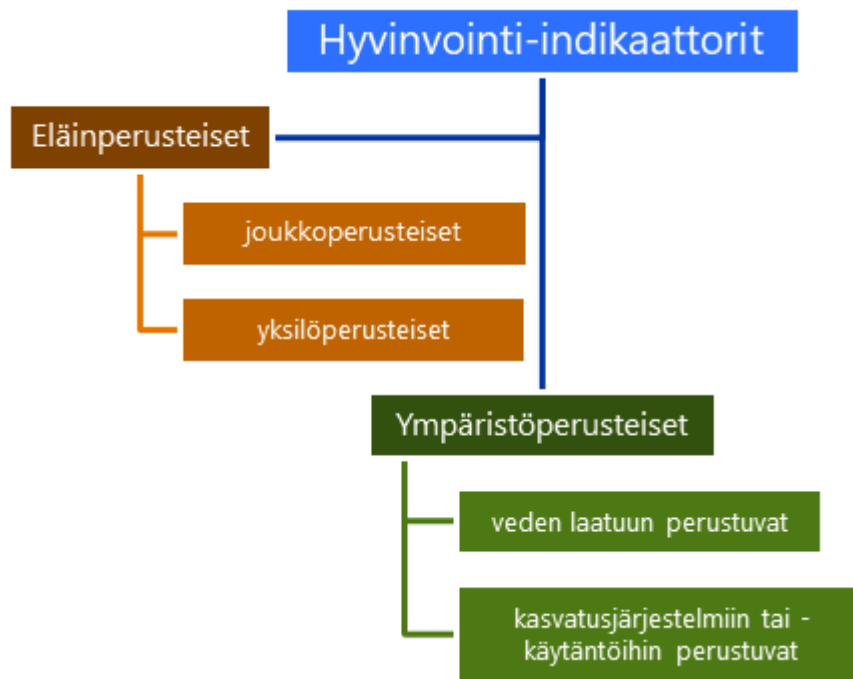 Hyvinvointi-indikaattorit
Eläinperusteiset
joukkoperusteiset
yksilöperusteiset
Ympäristöperusteiset
veden laatuun perustuvat
kasvatusjärjestelmiin tai -
käytäntöihin perustuvat